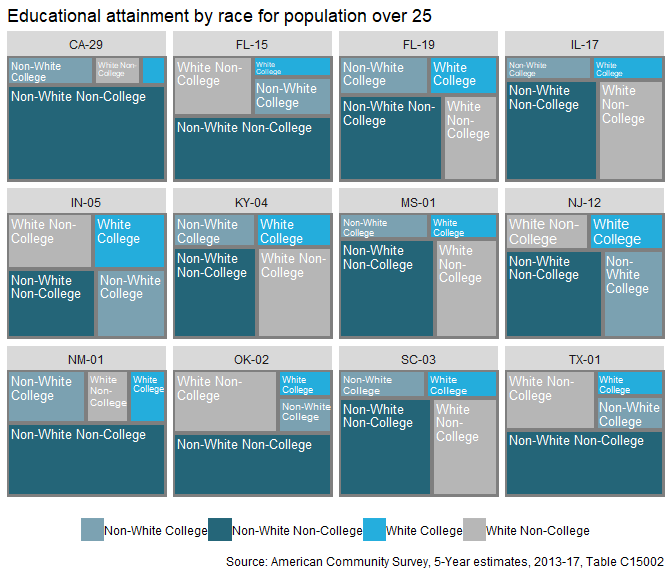 Educational attainment by race for population over 25
CA-29
Non-White
College
White Non-
College
Non-White Non-College
FL-15
White Non-
College
White
College
Non-White
College
Non-White Non-College
FL-19
Non-White
College
White
College
Non-White Non-
College
White
Non-
College
IL-17
Non-White
College
White
College
Non-White
Non-College
White
Non-
College
IN-05
White Non-
College
White
College
Non-White
Non-College
Non-White
College
KY-04
Non-White
College
White
College
Non-White
Non-College
White Non-
College
MS-01
Non-White
College
White
College
Non-White
Non-College
White
Non-
College
NJ-12
White Non-
College
White
College
Non-White
Non-College
Non-
White
College
NM-01
Non-White
College
White
Non-
College
White
College
Non-White Non-College
OK-02
White Non-
College
White
College
Non-White
College
Non-White Non-College
SC-03
Non-White
College
White
College
Non-White
Non-College
White
Non-
College
TX-01
White Non-
College
White
College
Non-White
College
Non-White Non-College
Non-White College Non-White Non-College White College White Non-College
Source: American Community Survey, 5-Year estimates, 2013-17, Table C15002